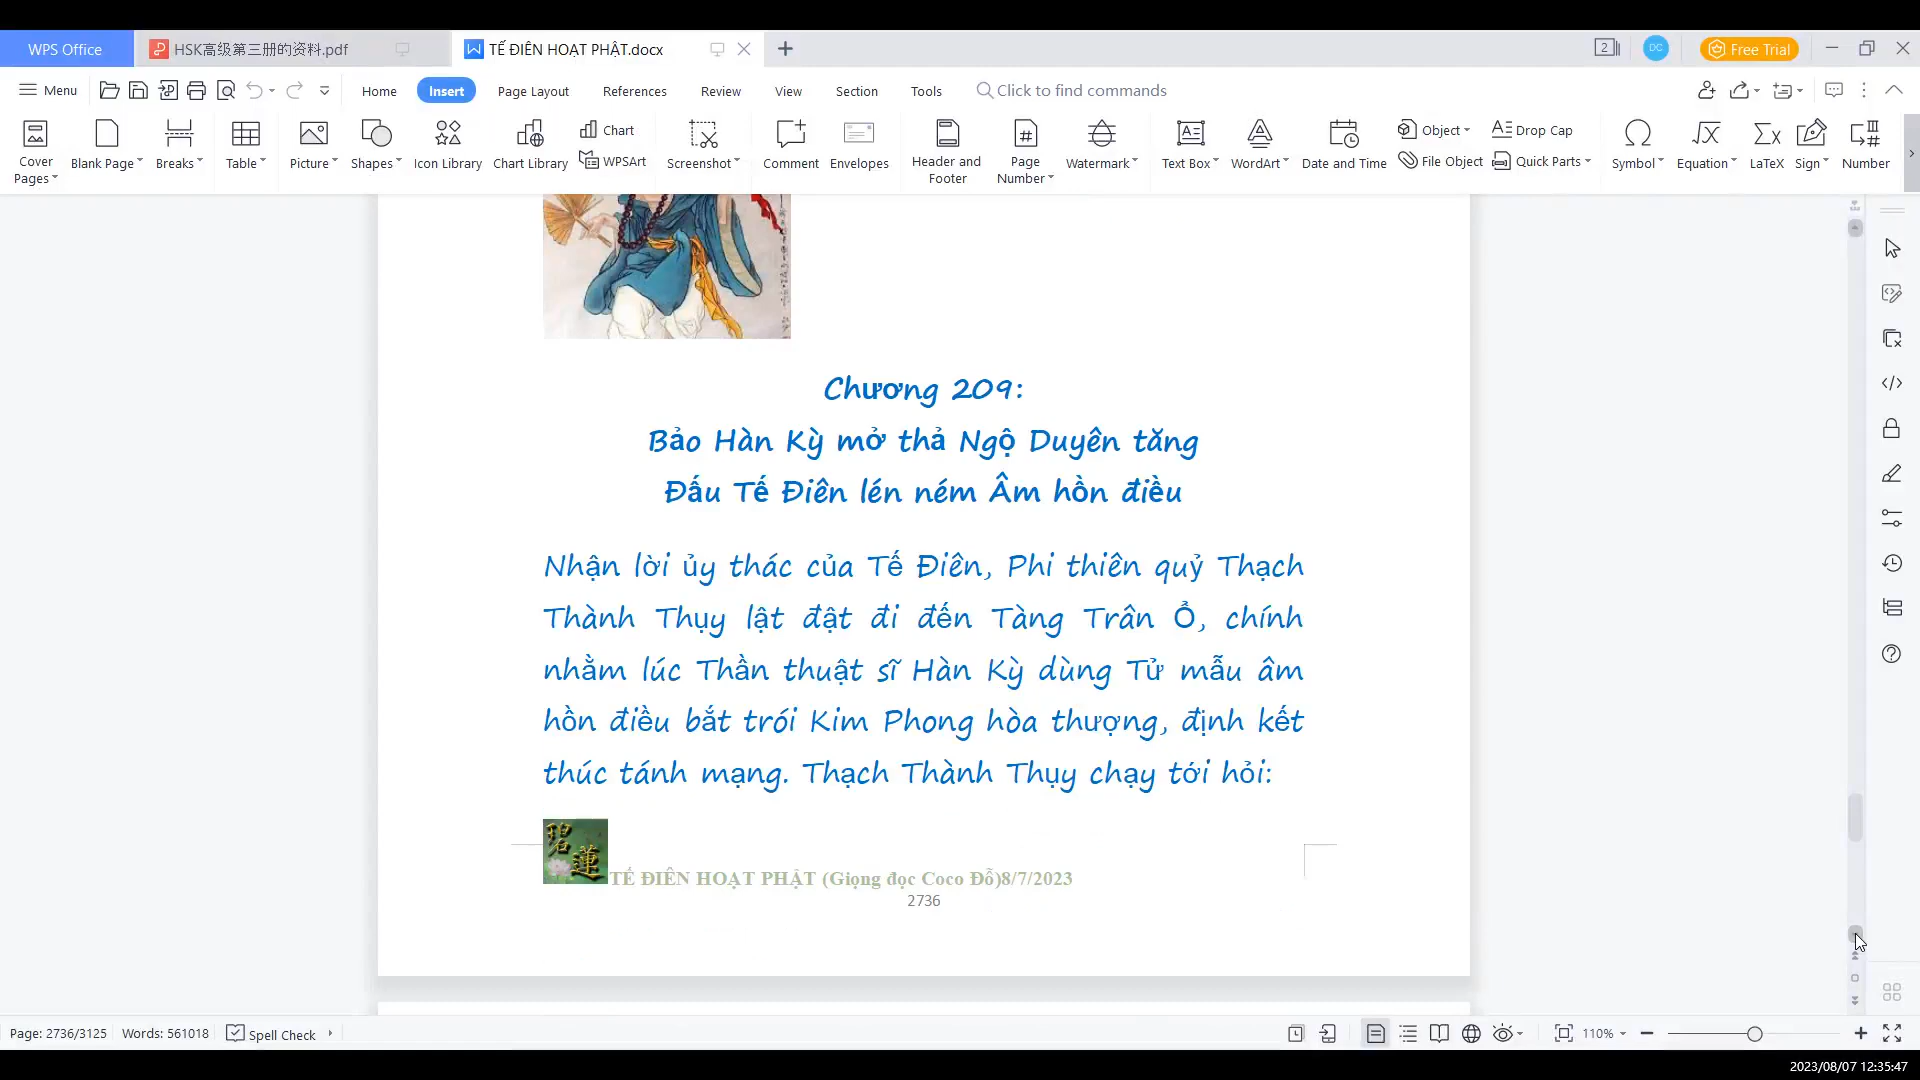 WPS Office
HSK高级第三册的资料.pdf
TẾ ĐIÊN HOẠT PHẬT.docx
2
DC
Free Trial
Menu
Home
Insert
Page Layout
References
Review
View
Section
Tools
Click to find commands
Cover Pages
Blank Page
Breaks
Table
Picture
Shapes
Icon Library
Chart Library
Chart
WPSArt
Screenshot
Comment
Envelopes
Header and Footer
Page Number
Watermark
Text Box
WordArt
Date and Time
Object
File Object
Drop Cap
Quick Parts
Symbol
Equation
LaTeX
Sign
Number
Chương 209:
Bảo Hàn Kỳ mở thả Ngộ Duyên tăng
Đấu Tế Điên lén ném Âm hồn điều
Nhận lời ủy thác của Tế Điên, Phi thiên quỷ Thạch
Thành Thụy lật đật đi đến Tàng Trân Ổ, chính
nhằm lúc Thần thuật sĩ Hàn Kỳ dùng Tử mẫu âm
hồn điều bắt trói Kim Phong hòa thượng, định kết
thúc tánh mạng. Thạch Thành Thụy chạy tới hỏi:
碧蓮
TẾ ĐIÊN HOẠT PHẬT (Giọng đọc Coco Đỗ)8/7/2023
2736
Page: 2736/3125
Words: 561018
Spell Check
110%
2023/08/07 12:35:47